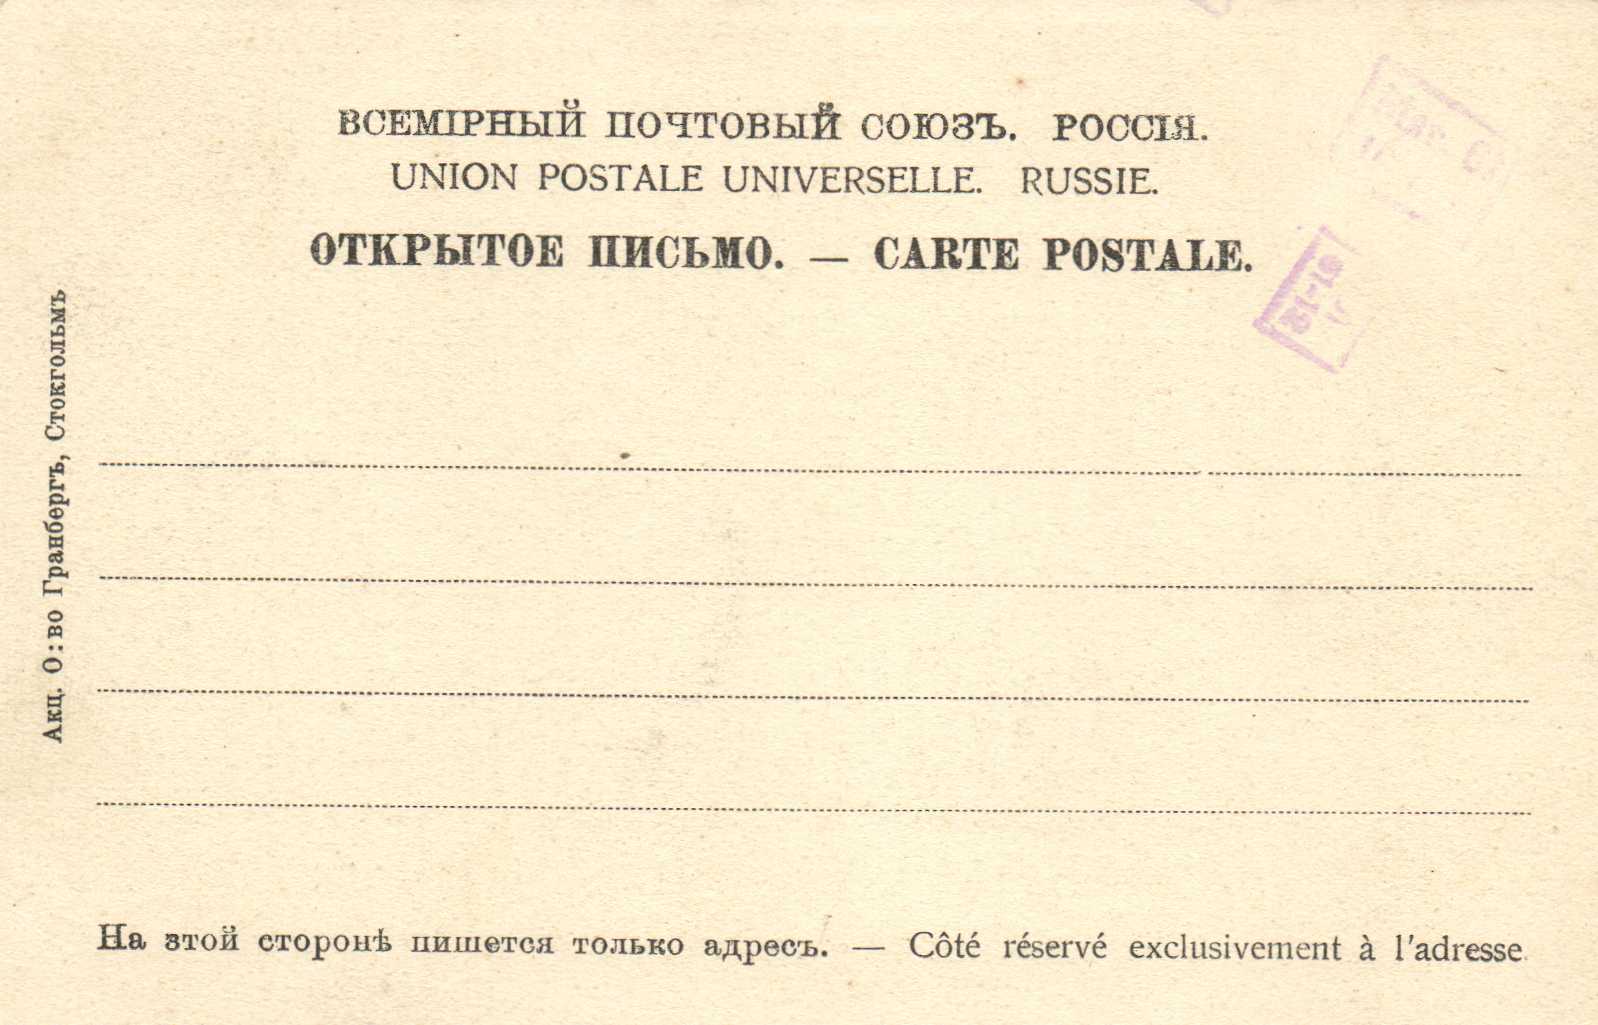 ВСЕМІРНЫЙ ПОЧТОВЫЙ СОЮЗЪ. РОССІЯ.
UNION POSTALE UNIVERSELLE. RUSSIE.
ОТКРЫТОЕ ПИСЬМО. — CARTE POSTALE.
Акц. О:во Гранбергъ, Стокгольмъ
На этой сторонѣ пишется только адресъ. — Côté réservé exclusivement à l'adresse.